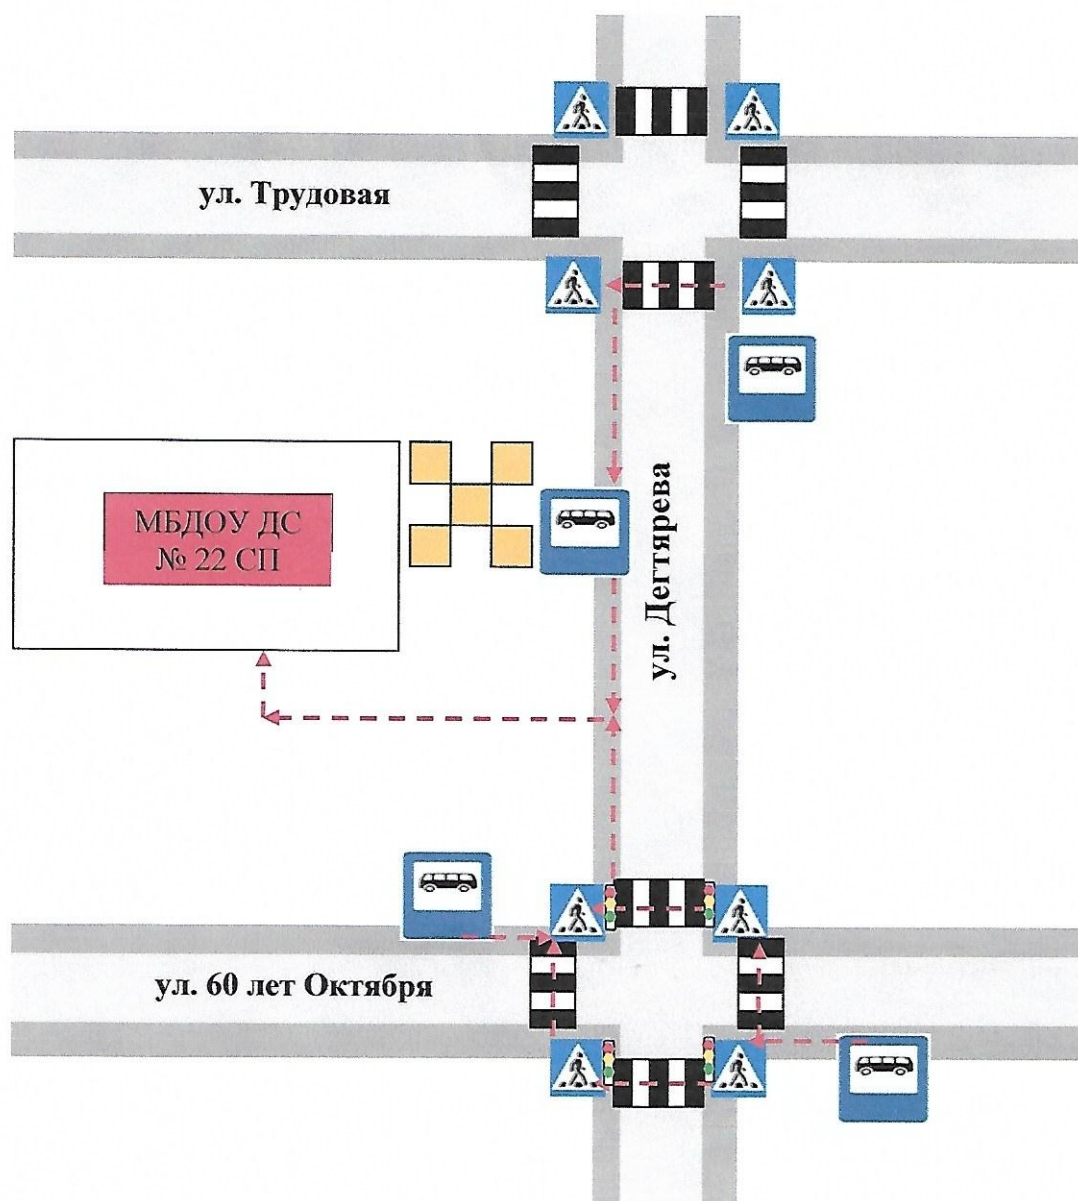 ул. Трудовая
МБДОУ ДС
№ 22 СП
ул. Дегтярева
ул. 60 лет Октября